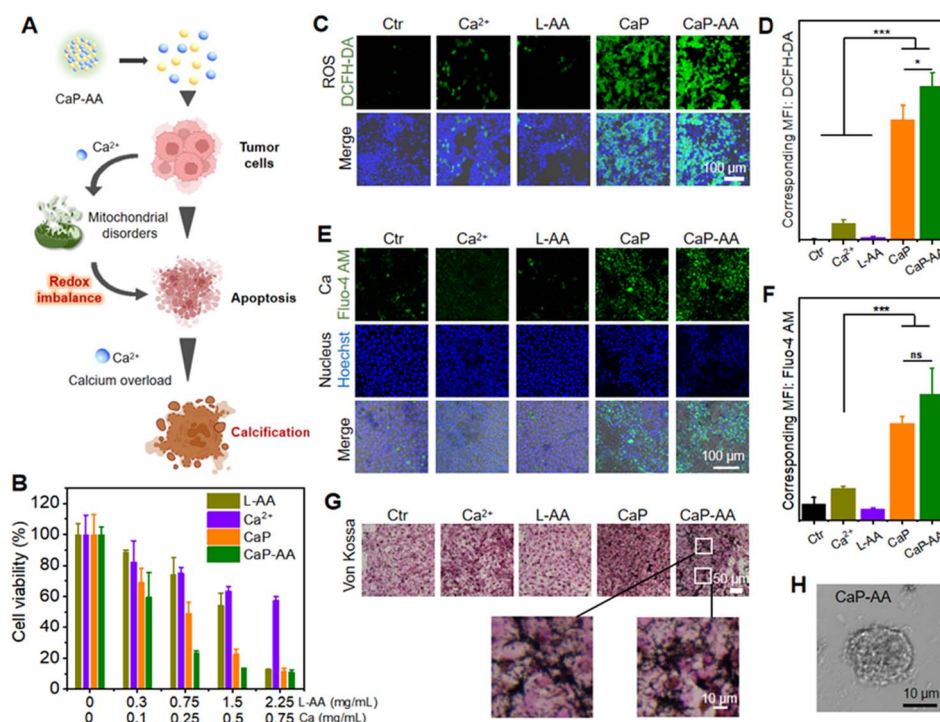 A
CaP-AA
Ca²⁺
Tumor
cells
Mitochondrial
disorders
Redox
imbalance
Apoptosis
Ca²⁺
Calcium overload
Calcification
B
Cell viability (%)
120
100
80
60
40
20
0
L-AA
Ca²⁺
CaP
CaP-AA
0 0.3 0.75 1.5 2.25 L-AA (mg/mL)
0 0.1 0.25 0.5 0.75 Ca (mg/mL)
C
Ctr Ca²⁺ L-AA CaP CaP-AA
ROS
DCFH-DA
Merge
100 μm
D
Corresponding MFI: DCFH-DA
***
*
Ctr Ca²⁺ L-AA CaP CaP-AA
E
Ctr Ca²⁺ L-AA CaP CaP-AA
Ca
Fluo-4 AM
Nucleus
Hoechst
Merge
100 μm
F
Corresponding MFI: Fluo-4 AM
***
ns
Ctr Ca²⁺ L-AA CaP CaP-AA
G
Ctr Ca²⁺ L-AA CaP CaP-AA
Von Kossa
50 μm
10 μm
H
CaP-AA
10 μm